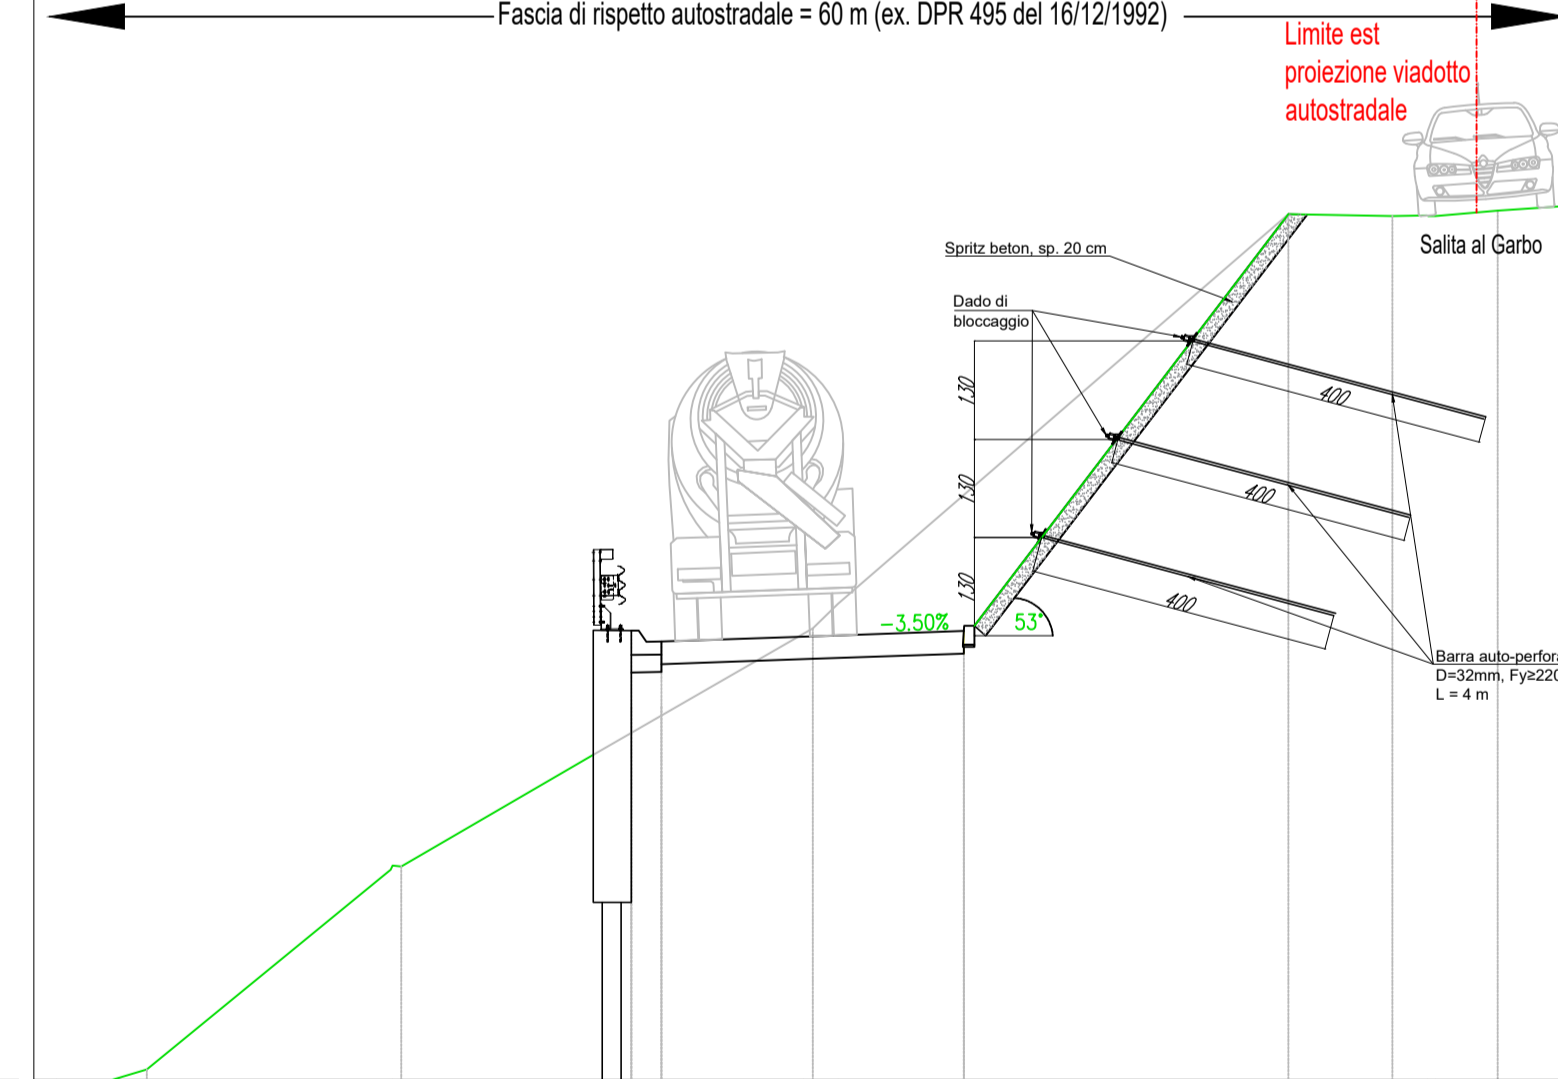 Fascia di rispetto autostradale = 60 m (ex. DPR 495 del 16/12/1992)
Limite est
proiezione viadotto
autostradale
Salita al Garbo
Spritz beton, sp. 20 cm
Dado di
bloccaggio
130
130
130
400
400
400
-3.50%
53°
Barra auto-perfora
D=32mm, Fy≥220
L = 4 m